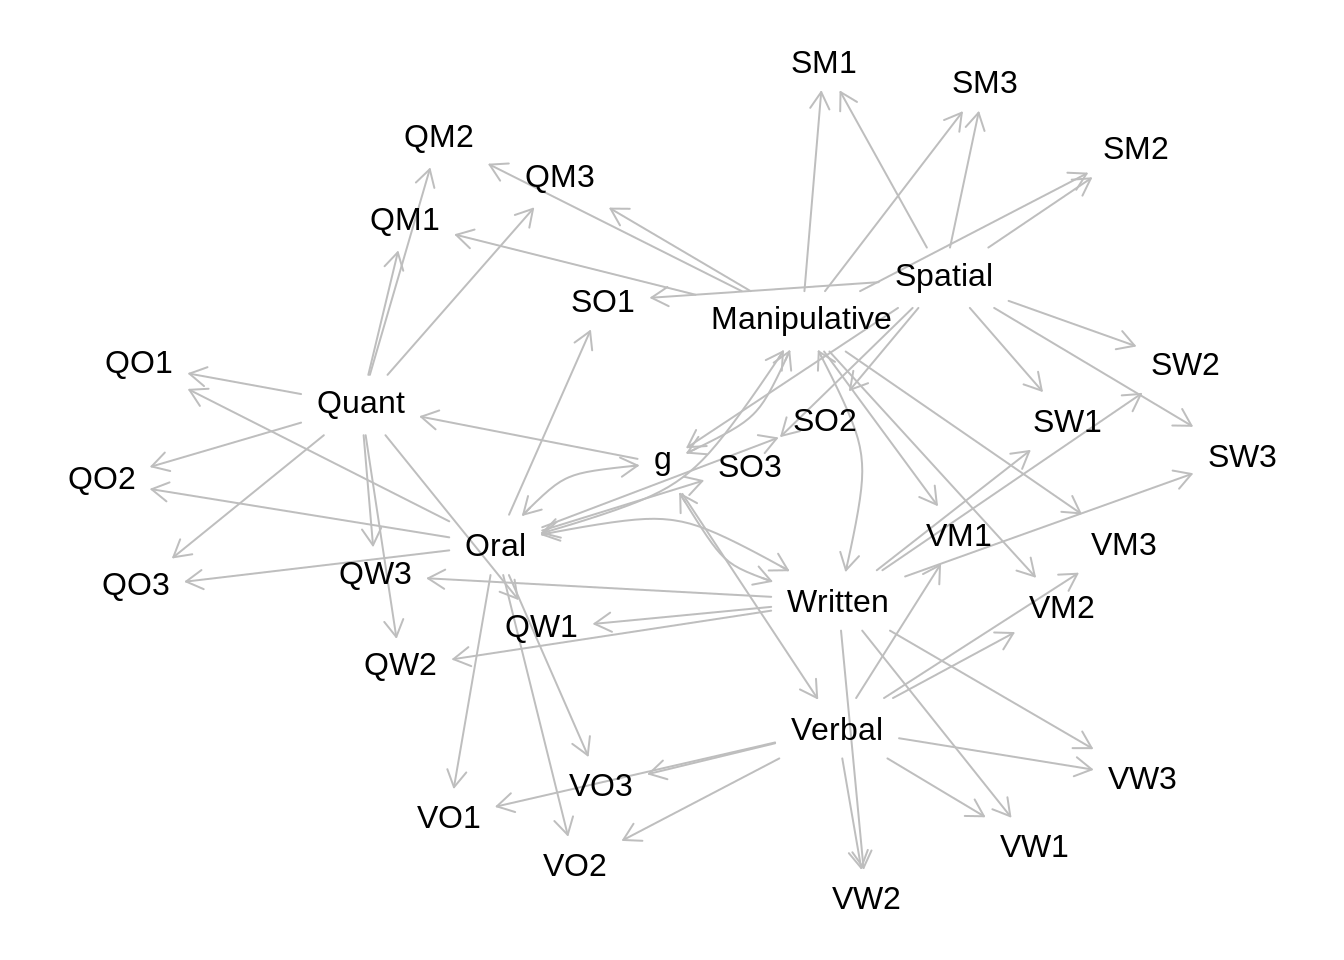 SM1
SM3
QM2
SM2
QM3
QM1
Spatial
SO1
Manipulative
QO1
SW2
Quant
SO2
SW1
g
SO3
SW3
QO2
VM1
Oral
VM3
QW3
QO3
Written
VM2
QW1
QW2
Verbal
VO3
VW3
VO1
VW1
VO2
VW2